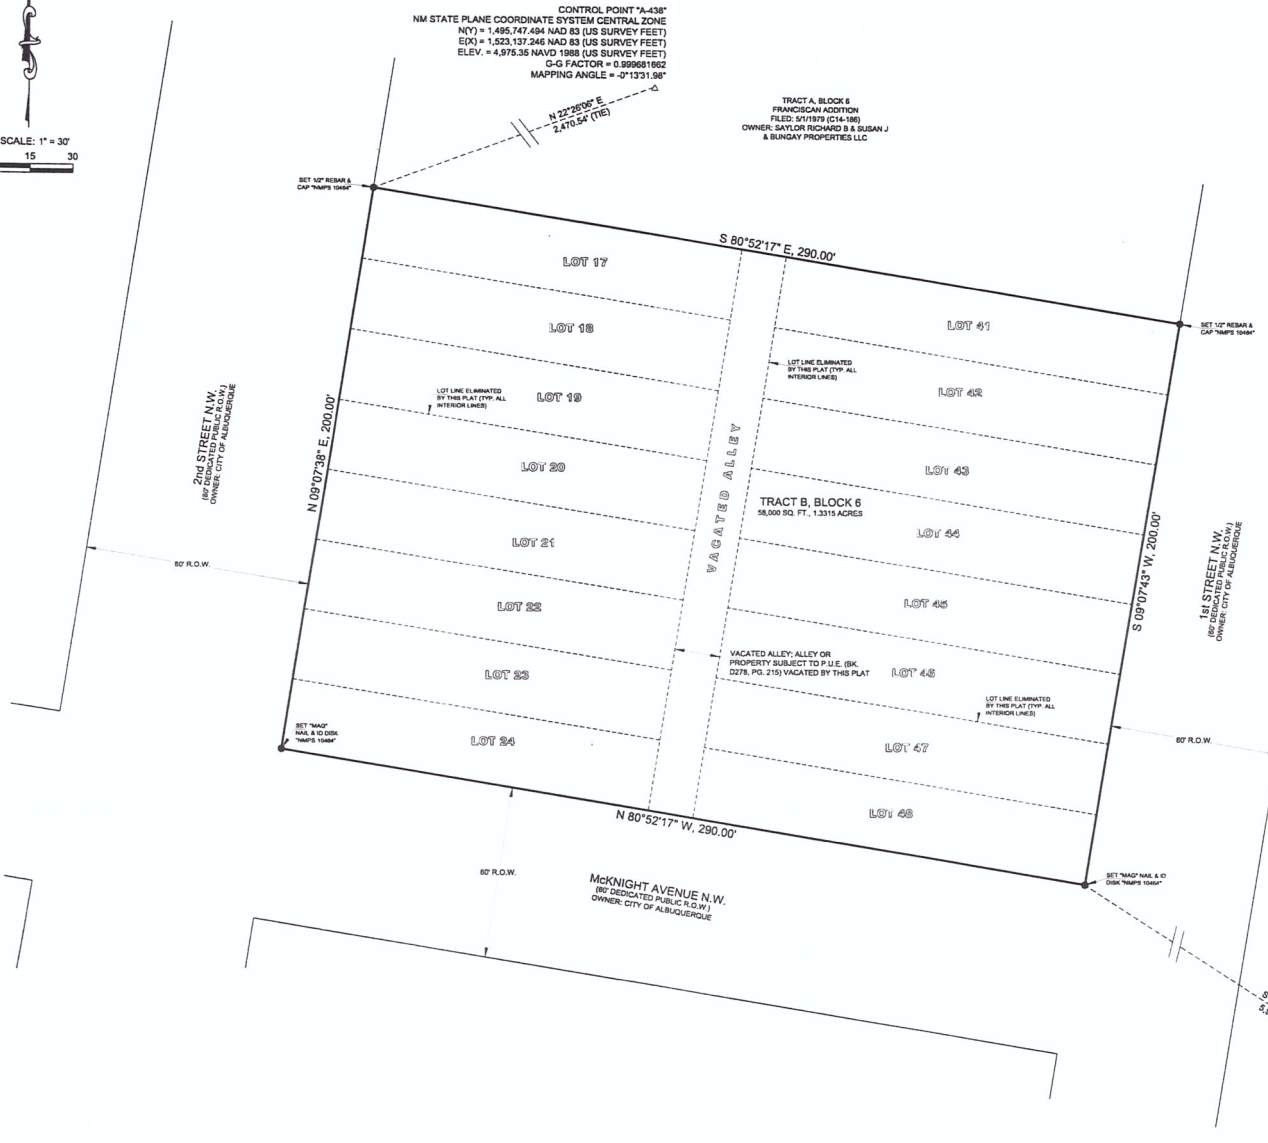 CONTROL POINT "A-438"
NM STATE PLANE COORDINATE SYSTEM CENTRAL ZONE
N(Y) = 1,495,747.494 NAD 83 (US SURVEY FEET)
E(X) = 1,523,137.246 NAD 83 (US SURVEY FEET)
ELEV. = 4,975.35 NAVD 1988 (US SURVEY FEET)
G-G FACTOR = 0.999681662
MAPPING ANGLE = -0°13'31.98"
SCALE: 1" = 30'
15 30
N 22°26'06" E
2,470.54' (TIE)
TRACT A, BLOCK 6
FRANCISCAN ADDITION
FILED: 5/1/1979 (C14-186)
OWNER: SAYLOR RICHARD B & SUSAN J
& BUNGAY PROPERTIES LLC
SET 1/2" REBAR &
CAP "NMPS 10464"
S 80°52'17" E, 290.00'
LOT 17
LOT 18
LOT 19
LOT 20
LOT 21
LOT 22
LOT 23
LOT 24
LOT LINE ELIMINATED
BY THIS PLAT (TYP. ALL
INTERIOR LINES)
2nd STREET N.W.
(80' DEDICATED PUBLIC R.O.W.)
OWNER: CITY OF ALBUQUERQUE
N 09°07'38" E, 200.00'
80' R.O.W.
VACATED ALLEY
LOT LINE ELIMINATED
BY THIS PLAT (TYP. ALL
INTERIOR LINES)
LOT 41
LOT 42
LOT 43
TRACT B, BLOCK 6
58,000 SQ. FT., 1.3315 ACRES
LOT 44
LOT 45
VACATED ALLEY; ALLEY OR
PROPERTY SUBJECT TO P.U.E. (BK.
D278, PG. 215) VACATED BY THIS PLAT
LOT 46
LOT LINE ELIMINATED
BY THIS PLAT (TYP. ALL
INTERIOR LINES)
LOT 47
LOT 48
SET 1/2" REBAR &
CAP "NMPS 10464"
S 09°07'43" W, 200.00'
1st STREET N.W.
(60' DEDICATED PUBLIC R.O.W.)
OWNER: CITY OF ALBUQUERQUE
60' R.O.W.
SET "MAG"
NAIL & ID DISK
"NMPS 10464"
N 80°52'17" W, 290.00'
60' R.O.W.
McKNIGHT AVENUE N.W.
(60' DEDICATED PUBLIC R.O.W.)
OWNER: CITY OF ALBUQUERQUE
SET "MAG" NAIL & ID
DISK "NMPS 10464"
S